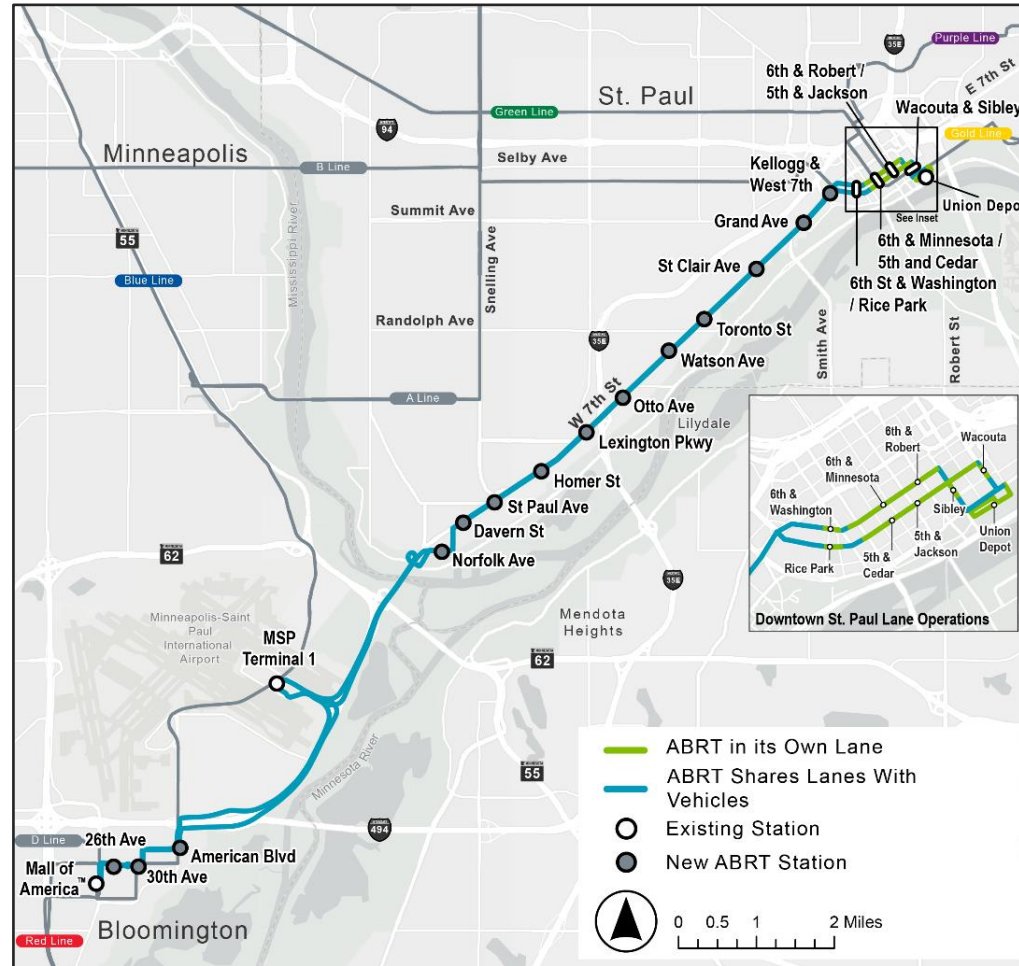 Purple Line
35E
6th & Robert /
5th & Jackson
E 7th St
St. Paul
Wacouta & Sibley
Green Line
94
Gold Line
Minneapolis
Selby Ave
B Line
Kellogg &
West 7th
Mississippi River
Summit Ave
Union Depot
See Inset
Grand Ave
6th & Minnesota /
5th and Cedar
55
St Clair Ave
6th St & Washington
/ Rice Park
Blue Line
Snelling Ave
Randolph Ave
Toronto St
35E
Smith Ave
Robert St
Watson Ave
A Line
W 7th St
Otto Ave
Lilydale
Lexington Pkwy
Homer St
St Paul Ave
Davern St
Norfolk Ave
62
35E
Minneapolis-Saint
Paul
International
Airport
MSP
Terminal 1
Mendota
Heights
62
Minnesota River
55
494
D Line
26th Ave
American Blvd
Mall of
America™
30th Ave
Bloomington
Red Line
6th &
Robert
Wacouta
6th &
Minnesota
6th &
Washington
Sibley
Union
Depot
5th &
Jackson
Rice Park
5th &
Cedar
Downtown St. Paul Lane Operations
ABRT in its Own Lane
ABRT Shares Lanes With
Vehicles
Existing Station
New ABRT Station
0 0.5 1 2 Miles